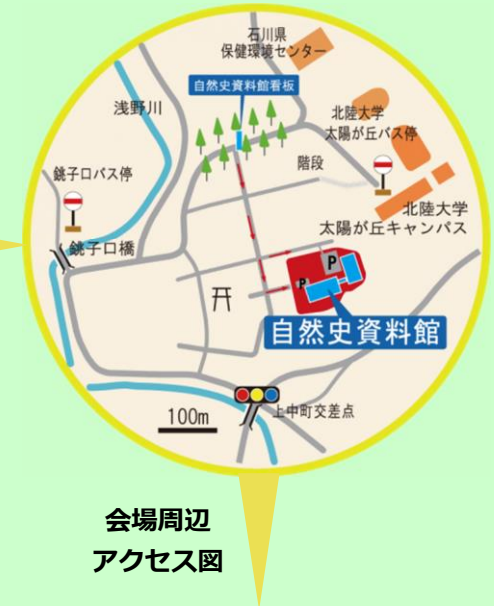 石川県
保健環境センター
自然史資料館看板
浅野川
北陸大学
太陽が丘バス停
階段
銚子口バス停
北陸大学
太陽が丘キャンパス
銚子口橋
P
P
自然史資料館
100m
上中町交差点
会場周辺
アクセス図